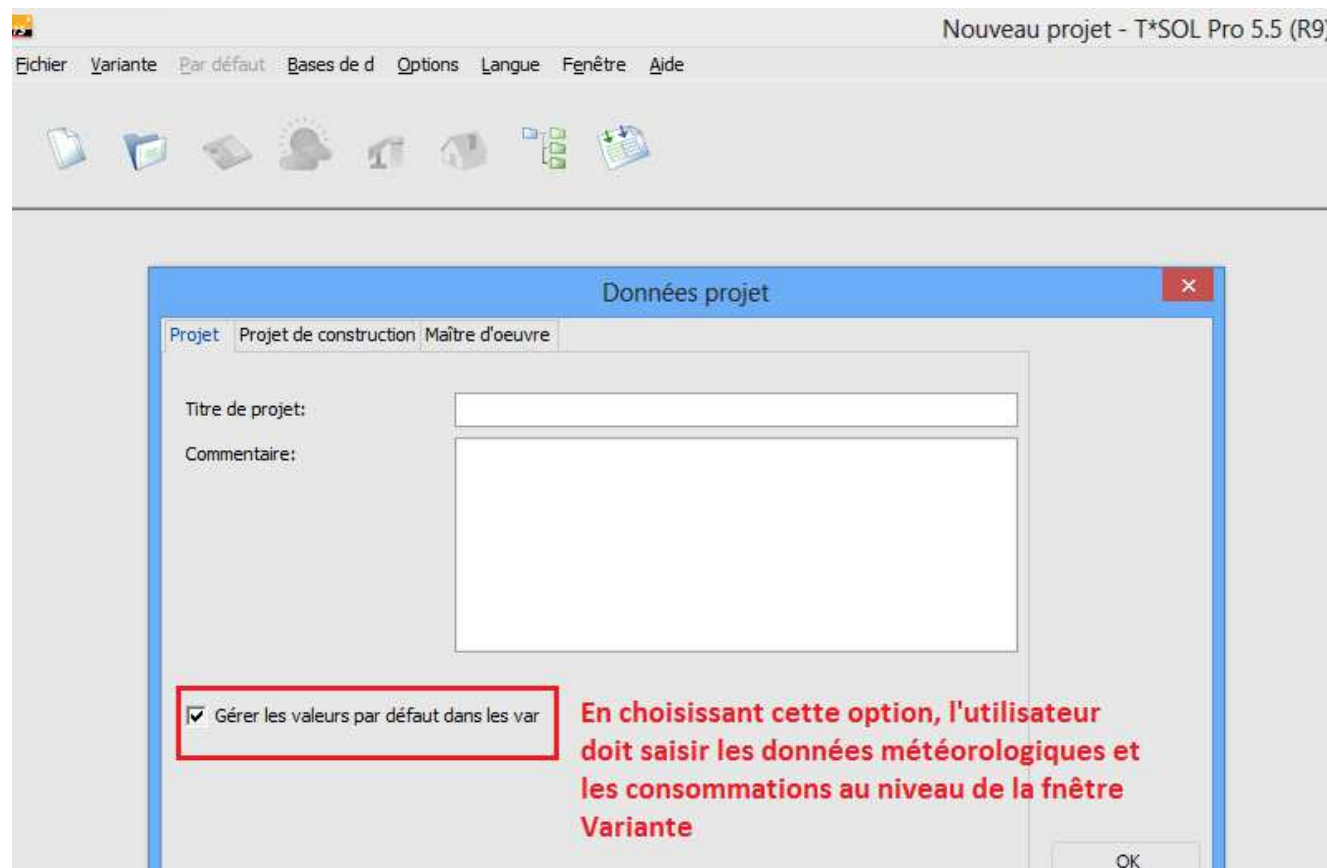 Nouveau projet - T*SOL Pro 5.5 (R9)
Fichier Variante Par défaut Bases de d Options Langue Fenêtre Aide
Données projet
Projet Projet de construction Maître d'oeuvre
Titre de projet:
Commentaire:
Gérer les valeurs par défaut dans les var
En choisissant cette option, l'utilisateur
doit saisir les données météorologiques et
les consommations au niveau de la fnêtre
Variante
OK